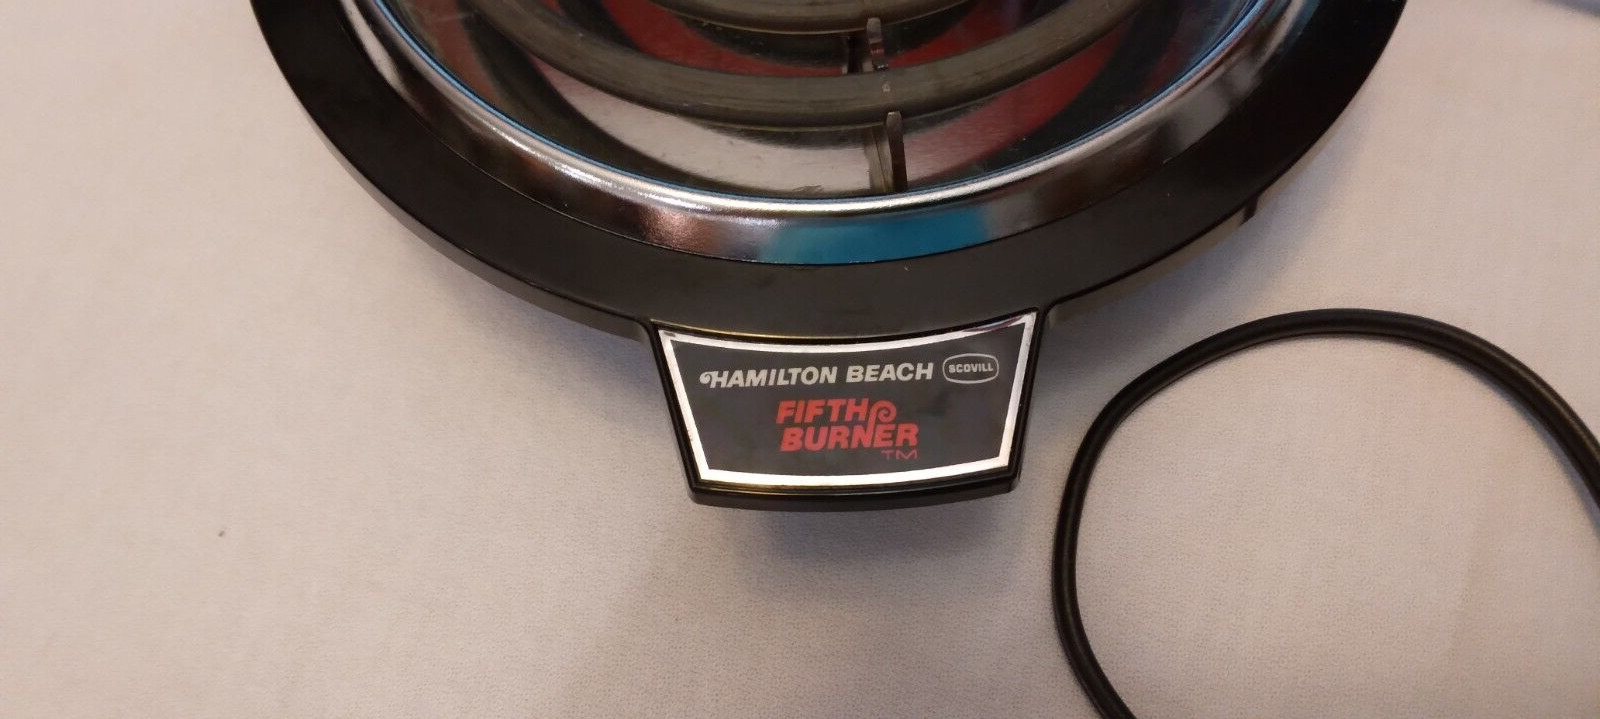 HAMILTON BEACH SCOVILL
FIFTH
BURNER
TM